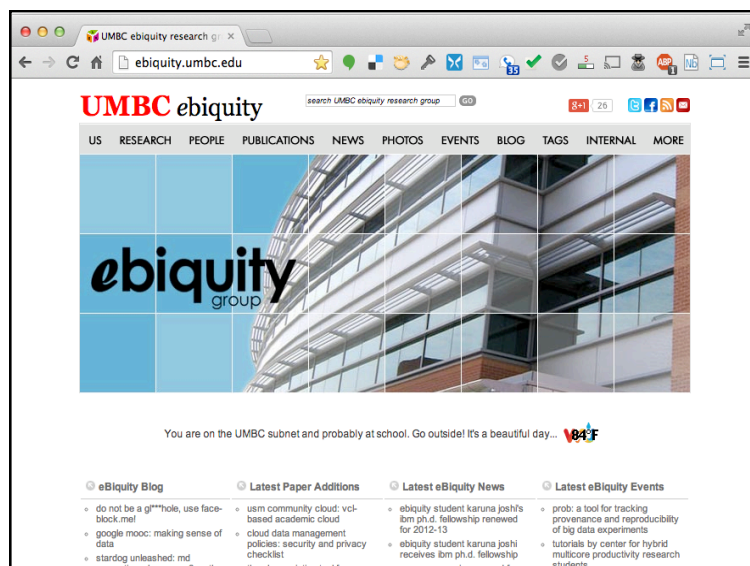 UMBC ebiquity research gr
ebiquity.umbc.edu
35
5
ABP
1
Nb
UMBC ebiquity
search UMBC ebiquity research group
GO
g+1 26
US RESEARCH PEOPLE PUBLICATIONS NEWS PHOTOS EVENTS BLOG TAGS INTERNAL MORE
ebiquity
group
You are on the UMBC subnet and probably at school. Go outside! It's a beautiful day... 84°F
eBiquity Blog
do not be a gl***hole, use face-
block.me!
google mooc: making sense of
data
stardog unleashed: md
Latest Paper Additions
usm community cloud: vcl-
based academic cloud
cloud data management
policies: security and privacy
checklist
Latest eBiquity News
ebiquity student karuna joshi's
ibm ph.d. fellowship renewed
for 2012-13
ebiquity student karuna joshi
receives ibm ph.d. fellowship
Latest eBiquity Events
prob: a tool for tracking
provenance and reproducibility
of big data experiments
tutorials by center for hybrid
multicore productivity research
students